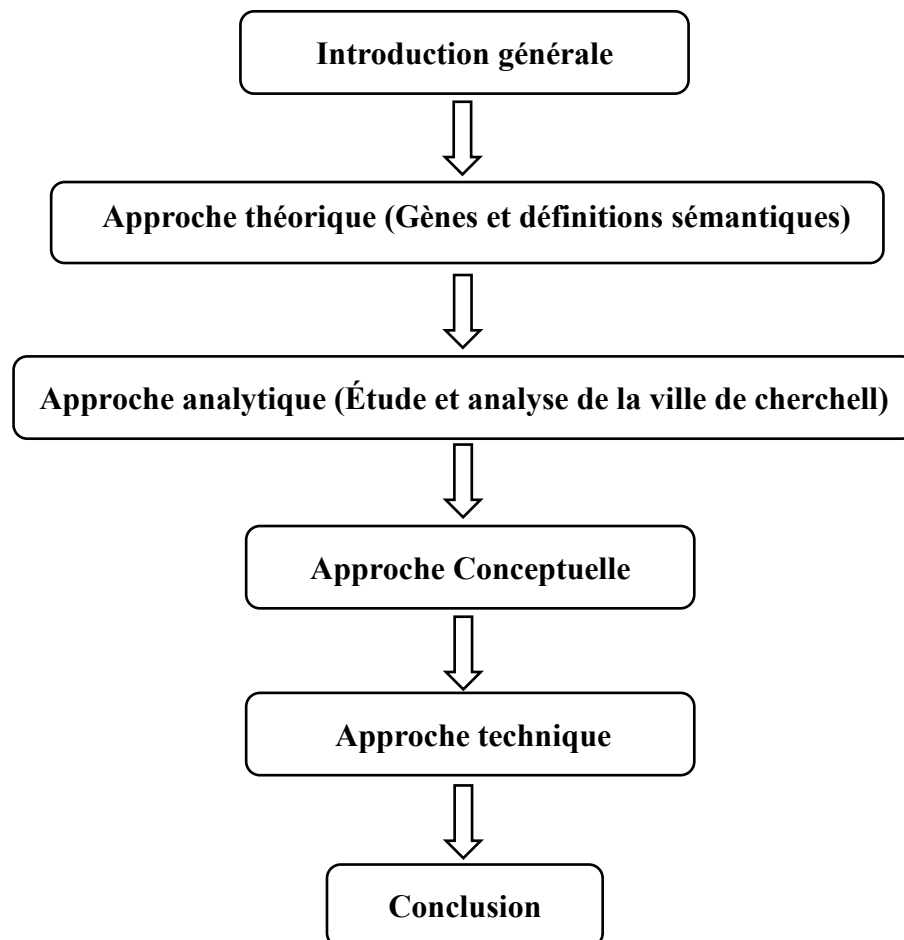 Introduction générale
Approche théorique (Gènes et définitions sémantiques)
Approche analytique (Étude et analyse de la ville de cherchell)
Approche Conceptuelle
Approche technique
Conclusion